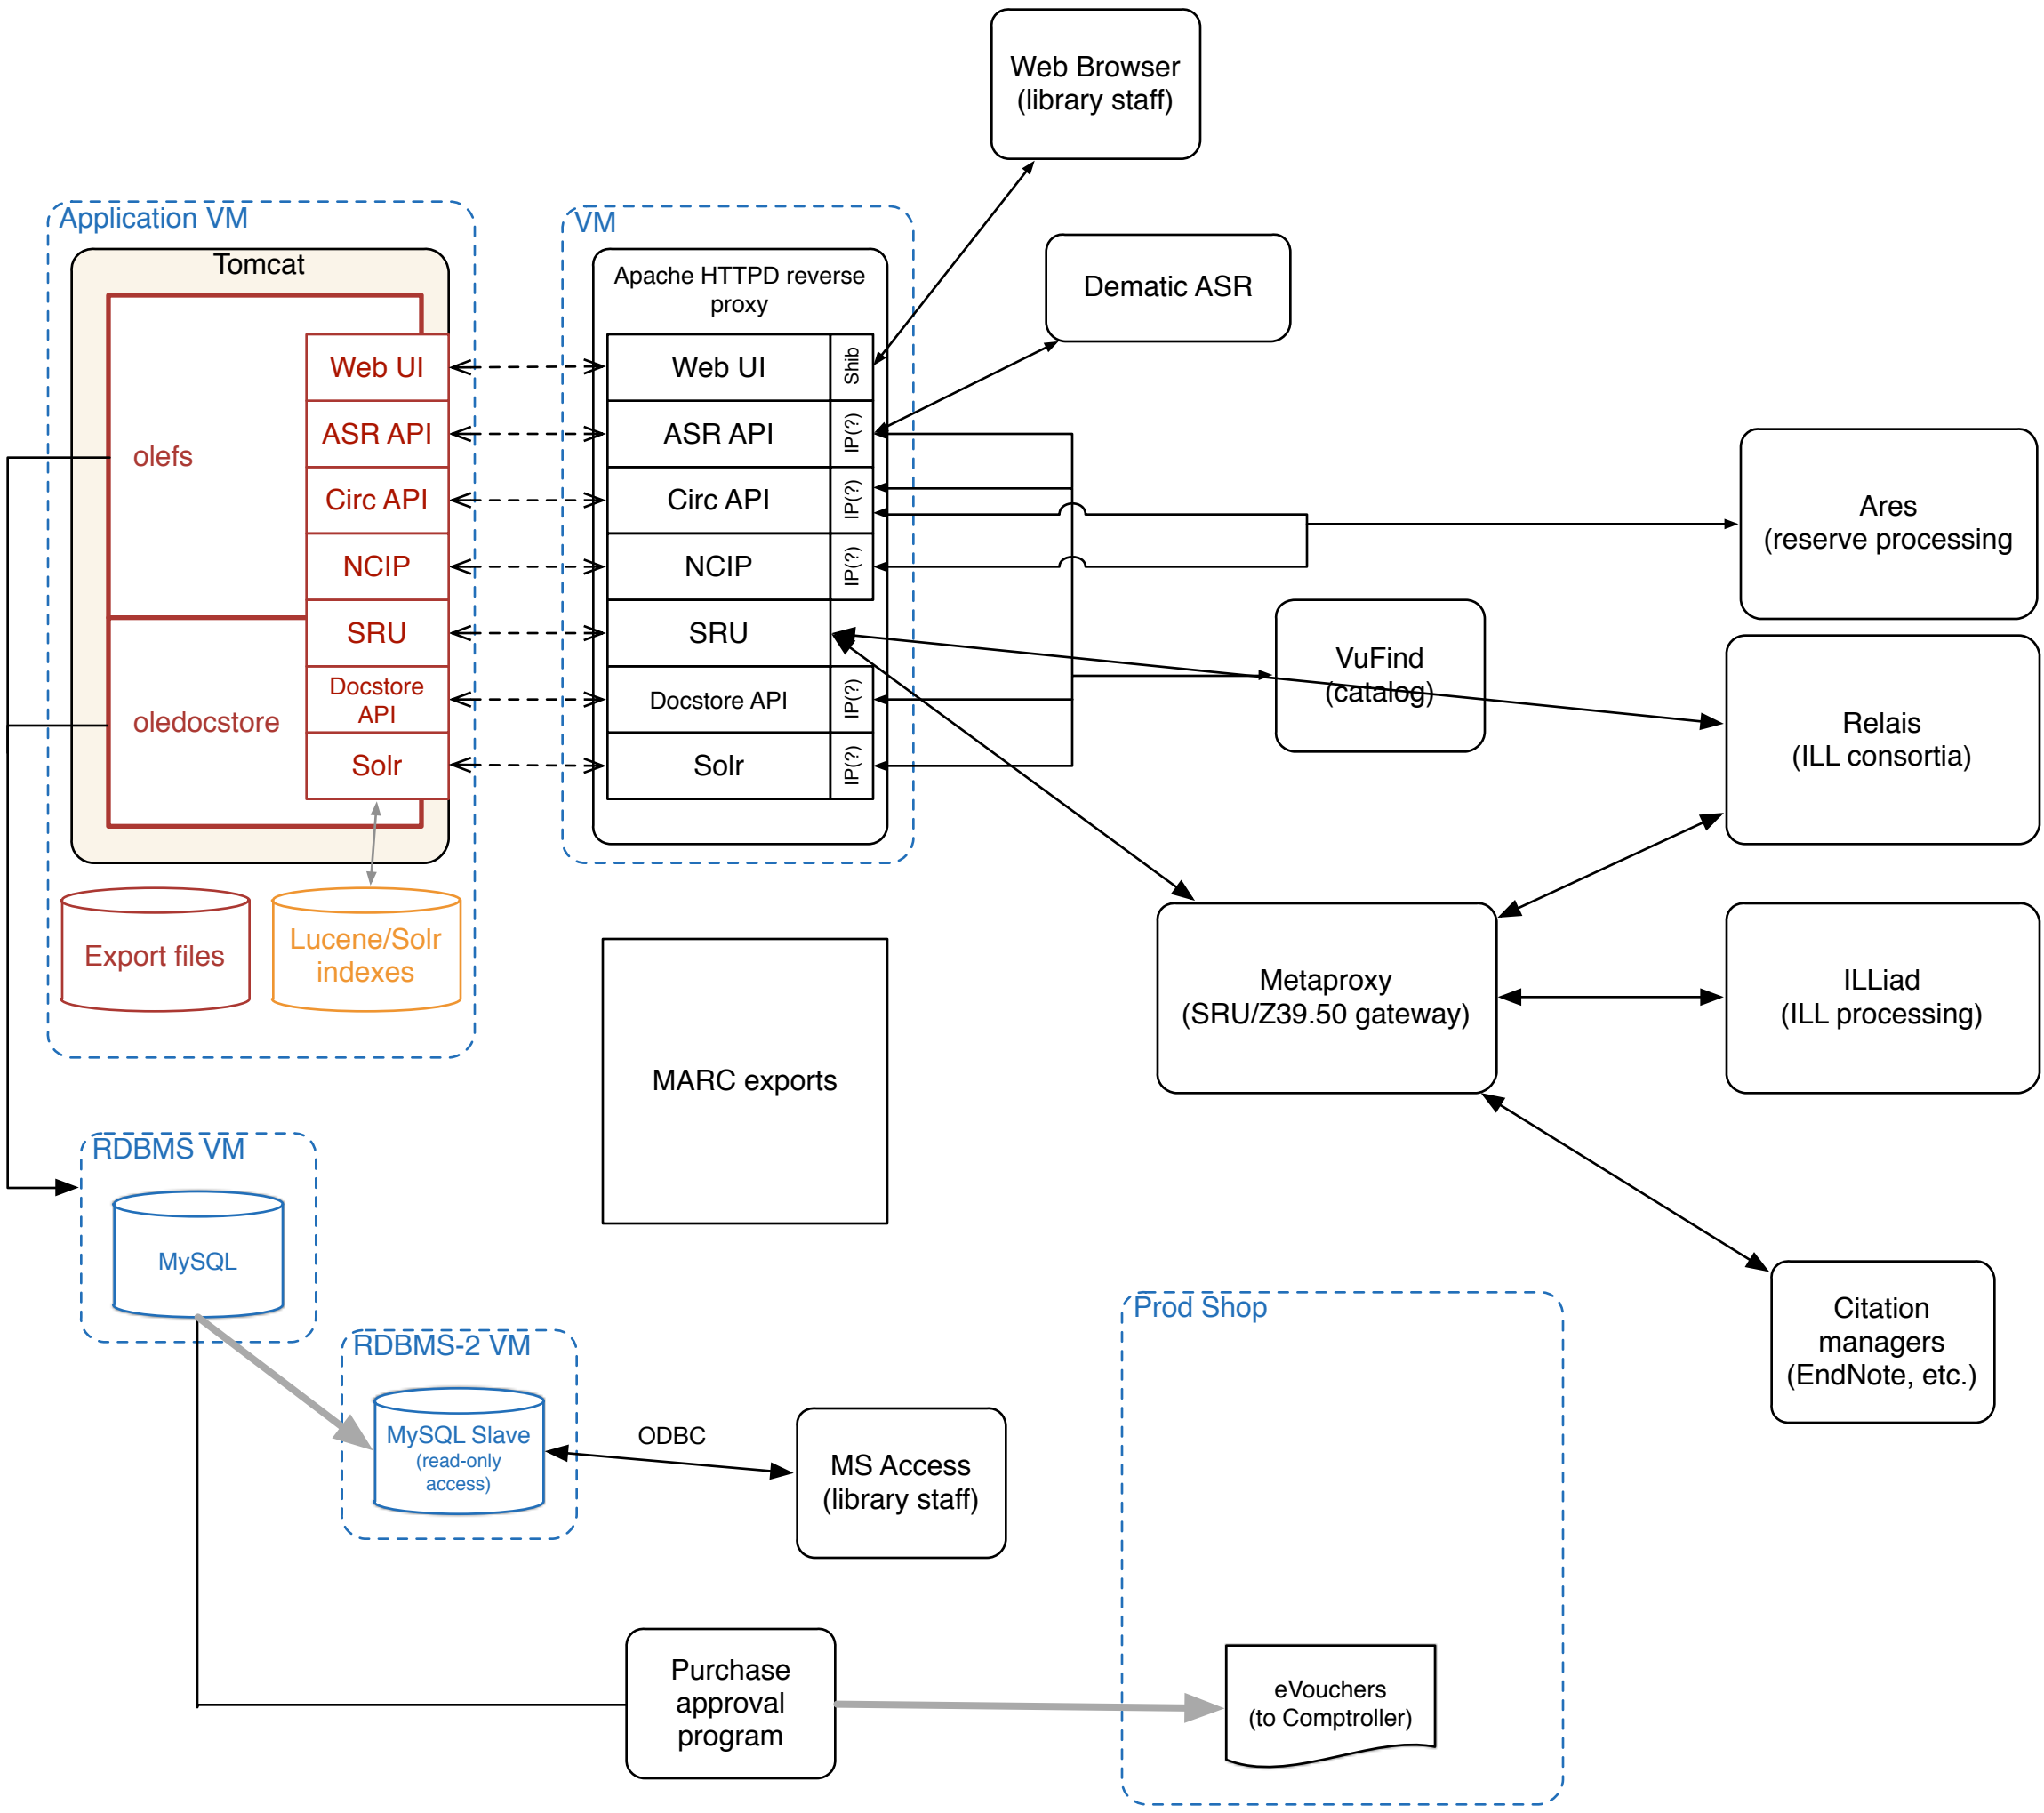 Web Browser
(library staff)
Application VM
VM
Tomcat
Apache HTTPD reverse
proxy
Dematic ASR
Web UI
Web UI
Shib
ASR API
ASR API
IP(?)
olefs
Circ API
Circ API
IP(?)
Ares
(reserve processing
NCIP
NCIP
IP(?)
SRU
SRU
VuFind
(catalog)
Docstore
API
Docstore API
IP(?)
oledocstore
Relais
(ILL consortia)
Solr
Solr
IP(?)
Export files
Lucene/Solr
indexes
Metaproxy
(SRU/Z39.50 gateway)
ILLiad
(ILL processing)
MARC exports
RDBMS VM
MySQL
Prod Shop
Citation
managers
(EndNote, etc.)
RDBMS-2 VM
MySQL Slave
(read-only
access)
ODBC
MS Access
(library staff)
Purchase
approval
program
eVouchers
(to Comptroller)